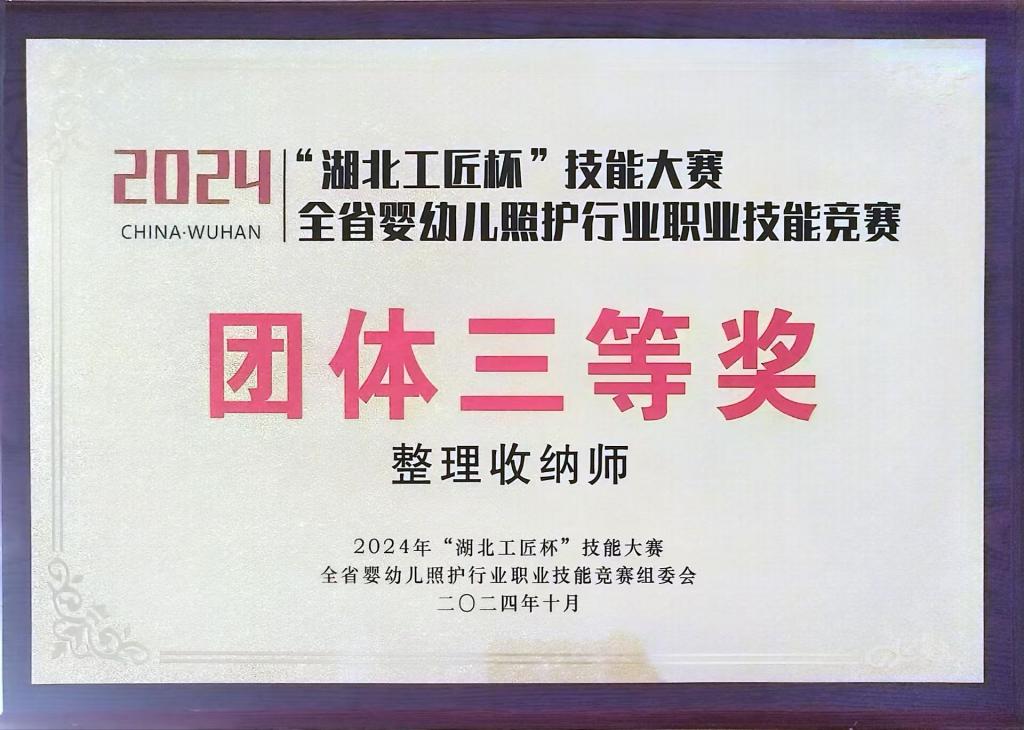 2024
CHINA·WUHAN
“湖北工匠杯”技能大赛
全省婴幼儿照护行业职业技能竞赛
团体三等奖
整理收纳师
2024年“湖北工匠杯”技能大赛
全省婴幼儿照护行业职业技能竞赛组委会
二〇二四年十月